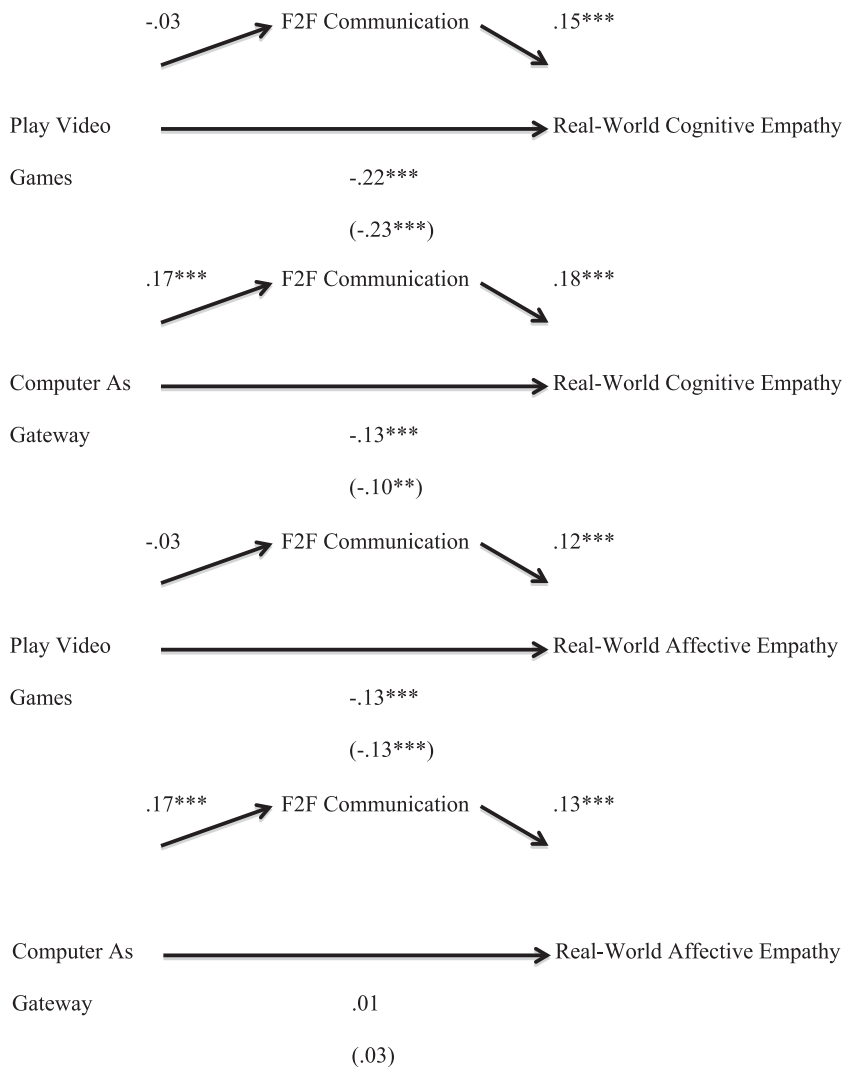 -.03 F2F Communication .15***
Play Video Real-World Cognitive Empathy
Games -.22***
(-.23***)
.17*** F2F Communication .18***
Computer As Real-World Cognitive Empathy
Gateway -.13***
(-.10**)
-.03 F2F Communication .12***
Play Video Real-World Affective Empathy
Games -.13***
(-.13***)
.17*** F2F Communication .13***
Computer As Real-World Affective Empathy
Gateway .01
(.03)